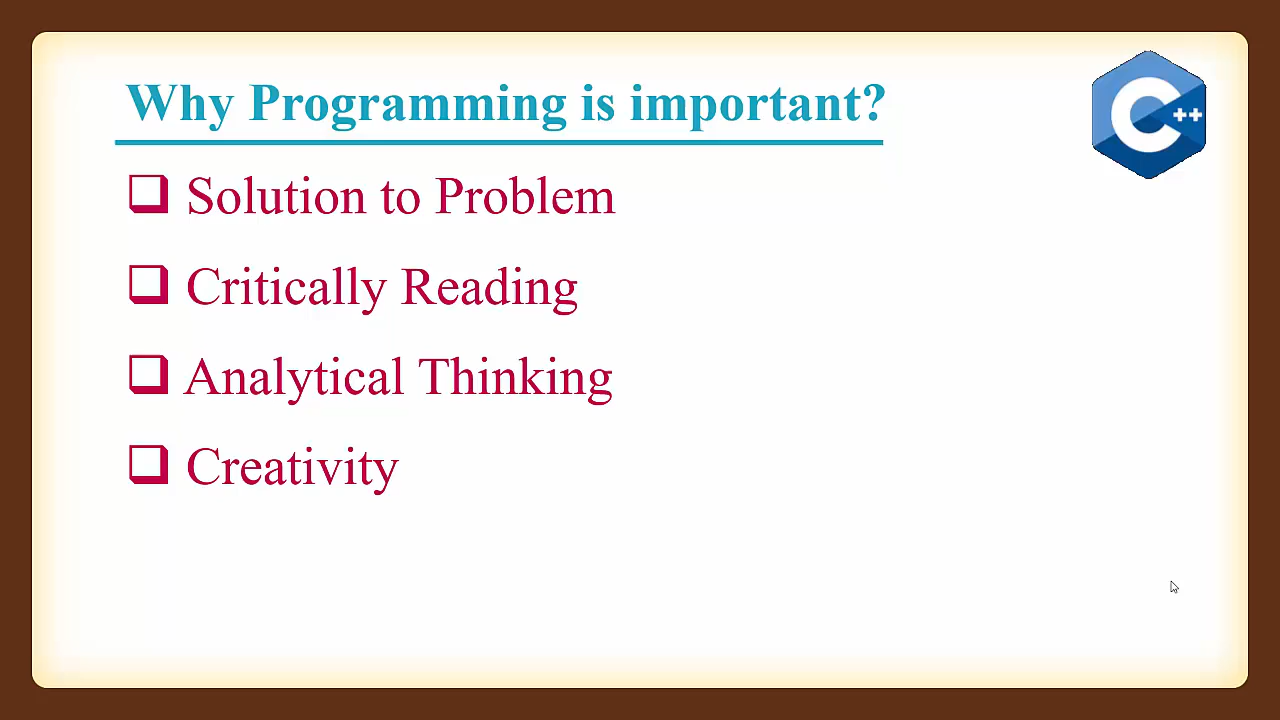 Why Programming is important?
C++
Solution to Problem
Critically Reading
Analytical Thinking
Creativity